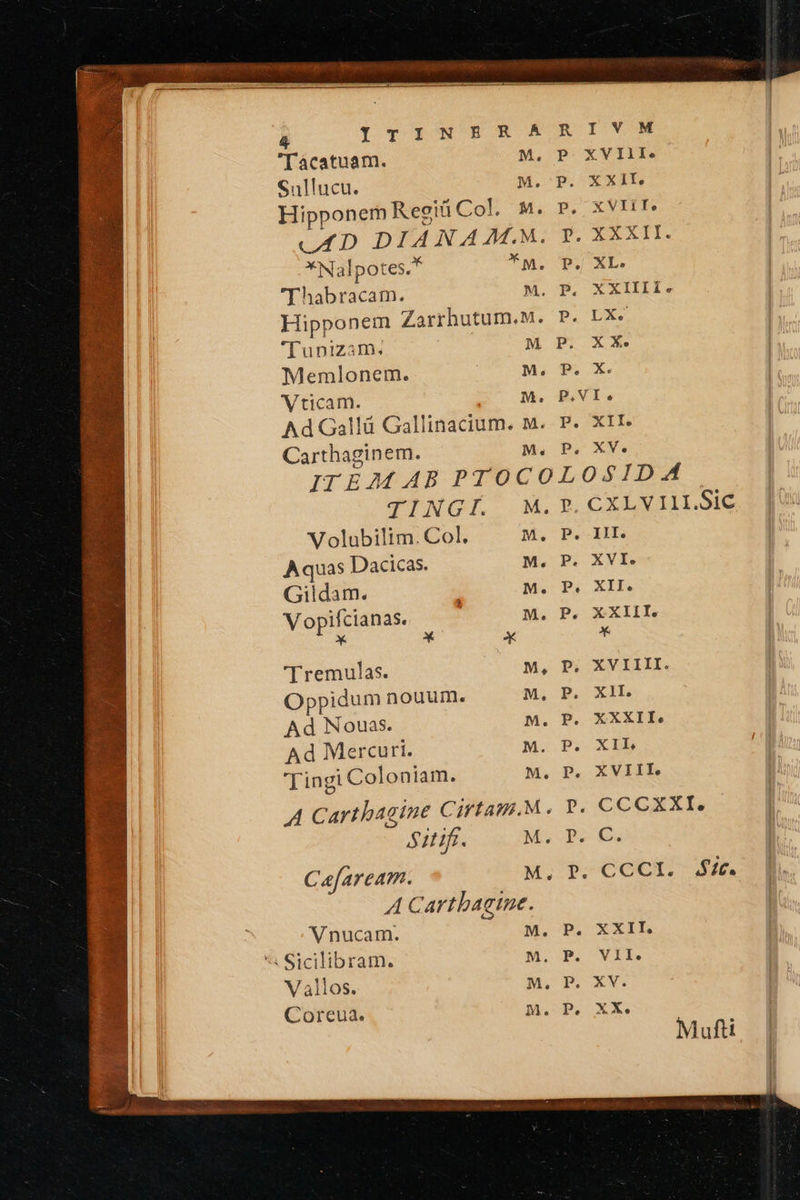 4 ITINERARIVM
Tacatuam. M. P XVIII.
Sullucu. M. P. XXII.
Hipponem Regiũ Col. M. P. XVIII.
AD DIANAM.M. P. XXXII.
*Nalpotes.* *M. P. XL.
Thabracam. M. P. XXIIII.
Hipponem Zarrhutum.M. P. LX.
Tunizam. M P. XX.
Memlonem. M. P. X.
Vticam. M. P.VI.
Ad Gallũ Gallinacium. M. P. XII.
Carthaginem. M. P. XV.
ITEM AB PTOCOLOSIDA
TINGI. M. P. CXLVIII.Sic
Volubilim. Col. M. P. III.
Aquas Dacicas. M. P. XVI.
Gildam. M. P. XII.
Vopiſcianas. M. P. XXIII.
* * * *
Tremulas. M, P. XVIIII.
Oppidum nouum. M. P. XII.
Ad Nouas. M. P. XXXII.
Ad Mercuri. M. P. XII,
Tingi Coloniam. M. P. XVIII.
A Carthagine Cirtam.M. P. CCCXXI.
Sitifi. M. P. C.
Cæſaream. M. P. CCCI. Sic.
A Carthagine.
Vnucam. M. P. XXII.
Sicilibram. M. P. VII.
Vallos. M. P. XV.
Coreua. M. P. XX.
Muſti